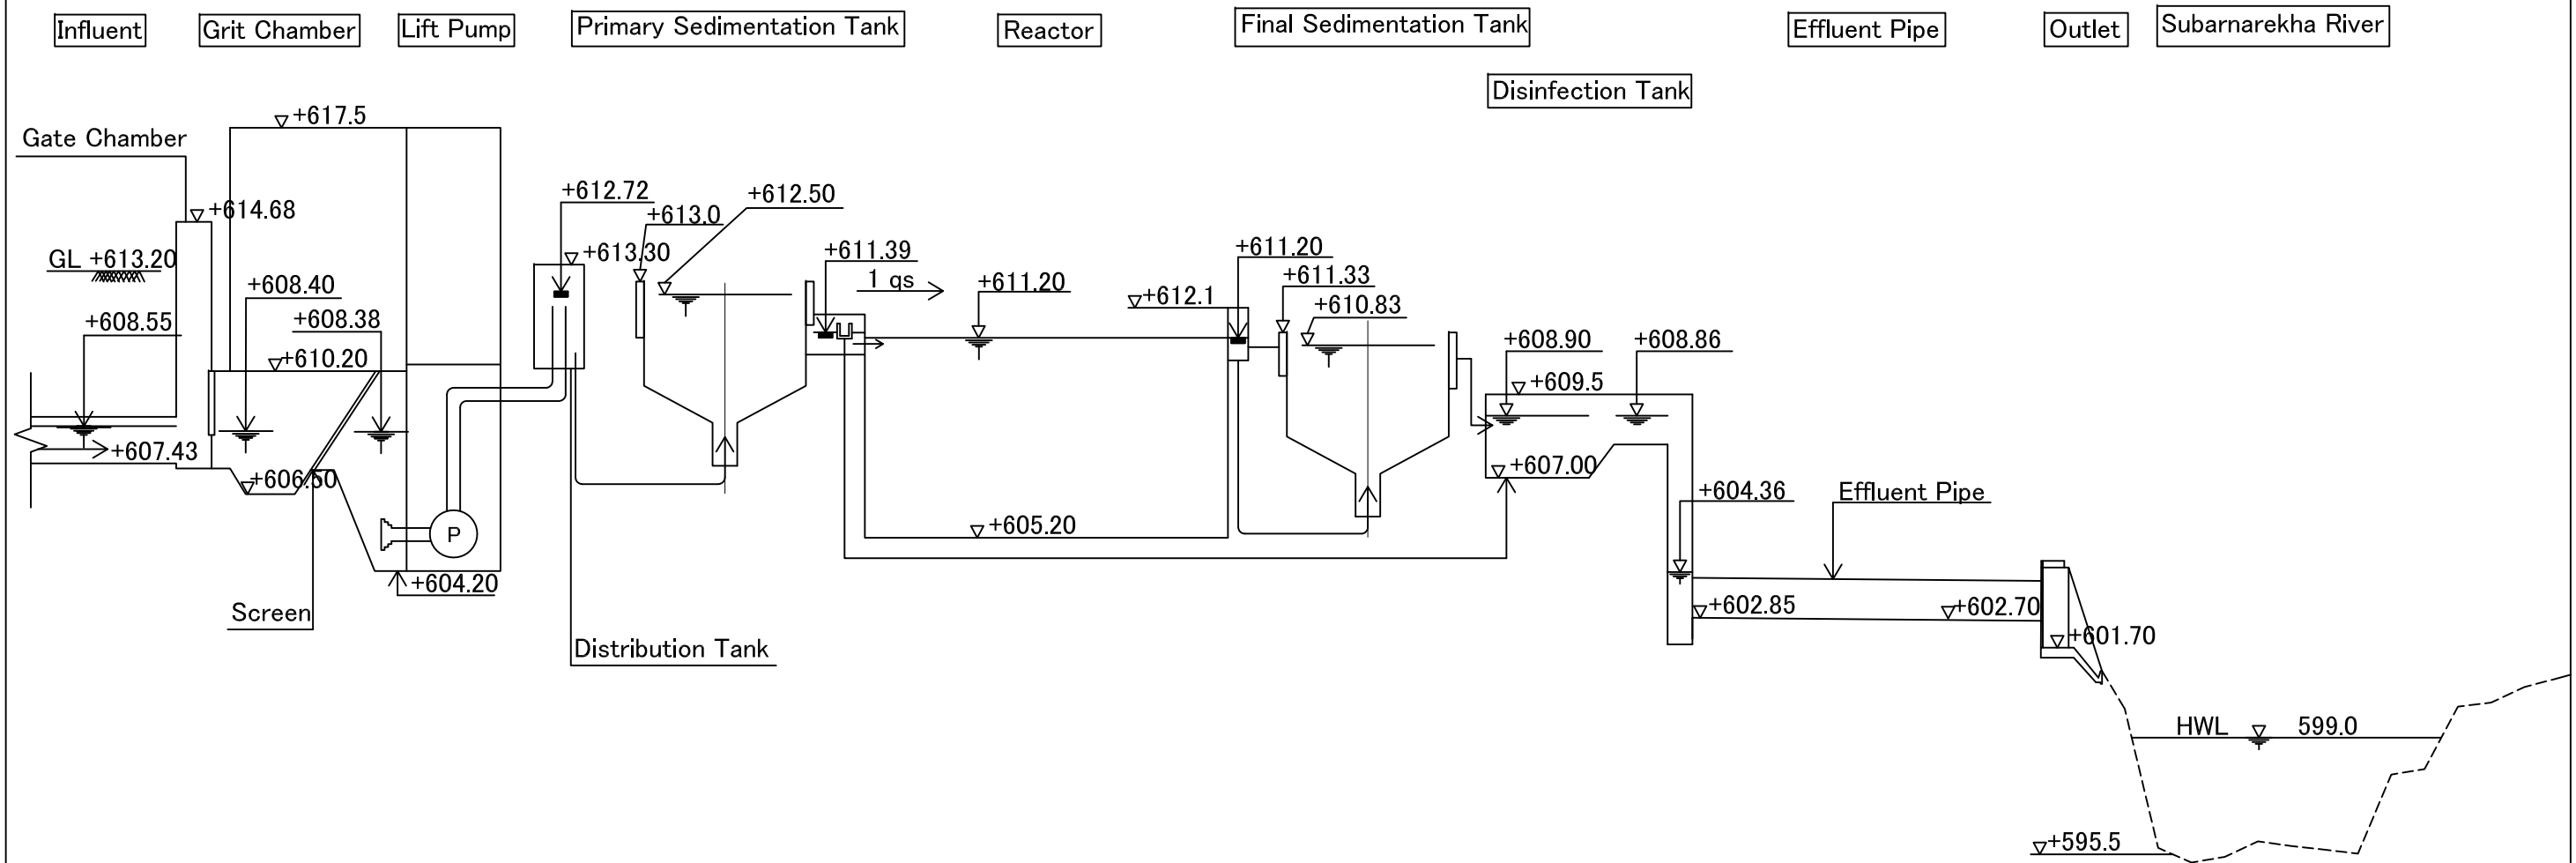 Influent
Grit Chamber
Lift Pump
Primary Sedimentation Tank
Reactor
Final Sedimentation Tank
Effluent Pipe
Outlet
Subarnarekha River
Disinfection Tank
+617.5
Gate Chamber
+614.68
GL +613.20
+608.40
+608.55
+608.38
+610.20
+607.43
+606.50
+604.20
Screen
P
+612.72
+613.0
+612.50
+613.30
+611.39
1 qs
+611.20
+612.1
+605.20
Distribution Tank
+611.20
+611.33
+610.83
+608.90
+608.86
+609.5
+607.00
+604.36
Effluent Pipe
+602.85
+602.70
+601.70
HWL 599.0
+595.5